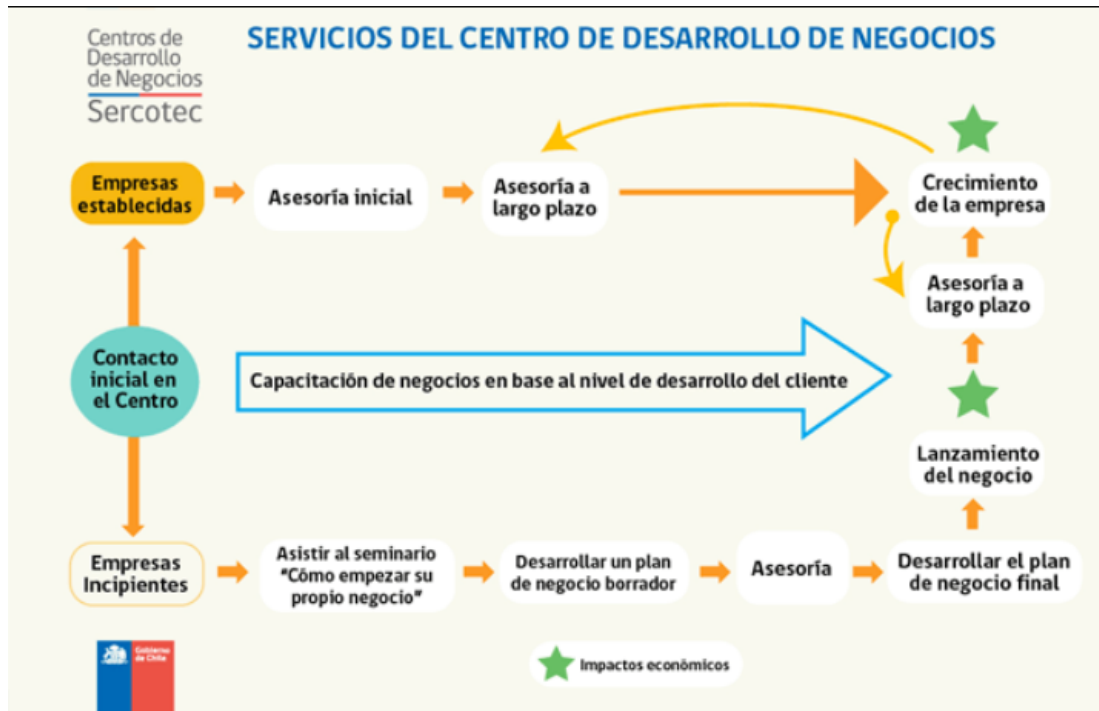 Centros de
Desarrollo
de Negocios
Sercotec
SERVICIOS DEL CENTRO DE DESARROLLO DE NEGOCIOS
Empresas
establecidas
Asesoría inicial
Asesoría a
largo plazo
Crecimiento
de la empresa
Asesoría a
largo plazo
Contacto
inicial en
el Centro
Capacitación de negocios en base al nivel de desarrollo del cliente
Lanzamiento
del negocio
Empresas
Incipientes
Asistir al seminario
"Cómo empezar su
propio negocio"
Desarrollar un plan
de negocio borrador
Asesoría
Desarrollar el plan
de negocio final
Gobierno
de Chile
Impactos económicos